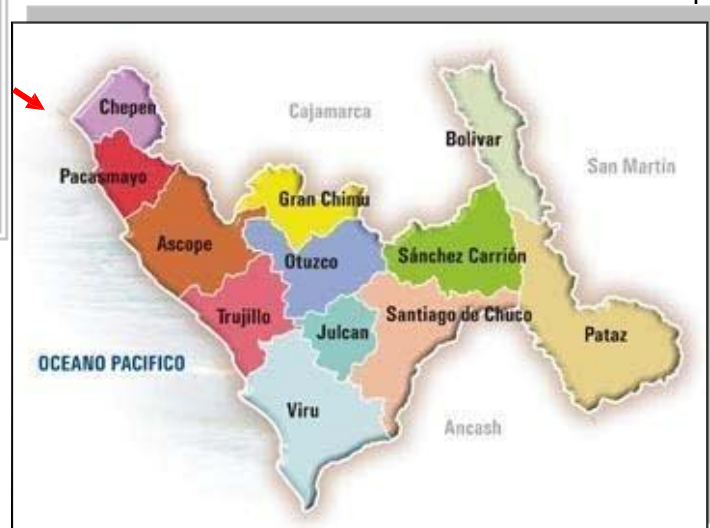 Chepen
Cajamarca
Bolivar
San Martín
Pacasmayo
Gran Chimu
Ascope
Otuzco
Sánchez Carrión
Trujillo
Julcan
Santiago de Chuco
Pataz
OCEANO PACIFICO
Viru
Ancash